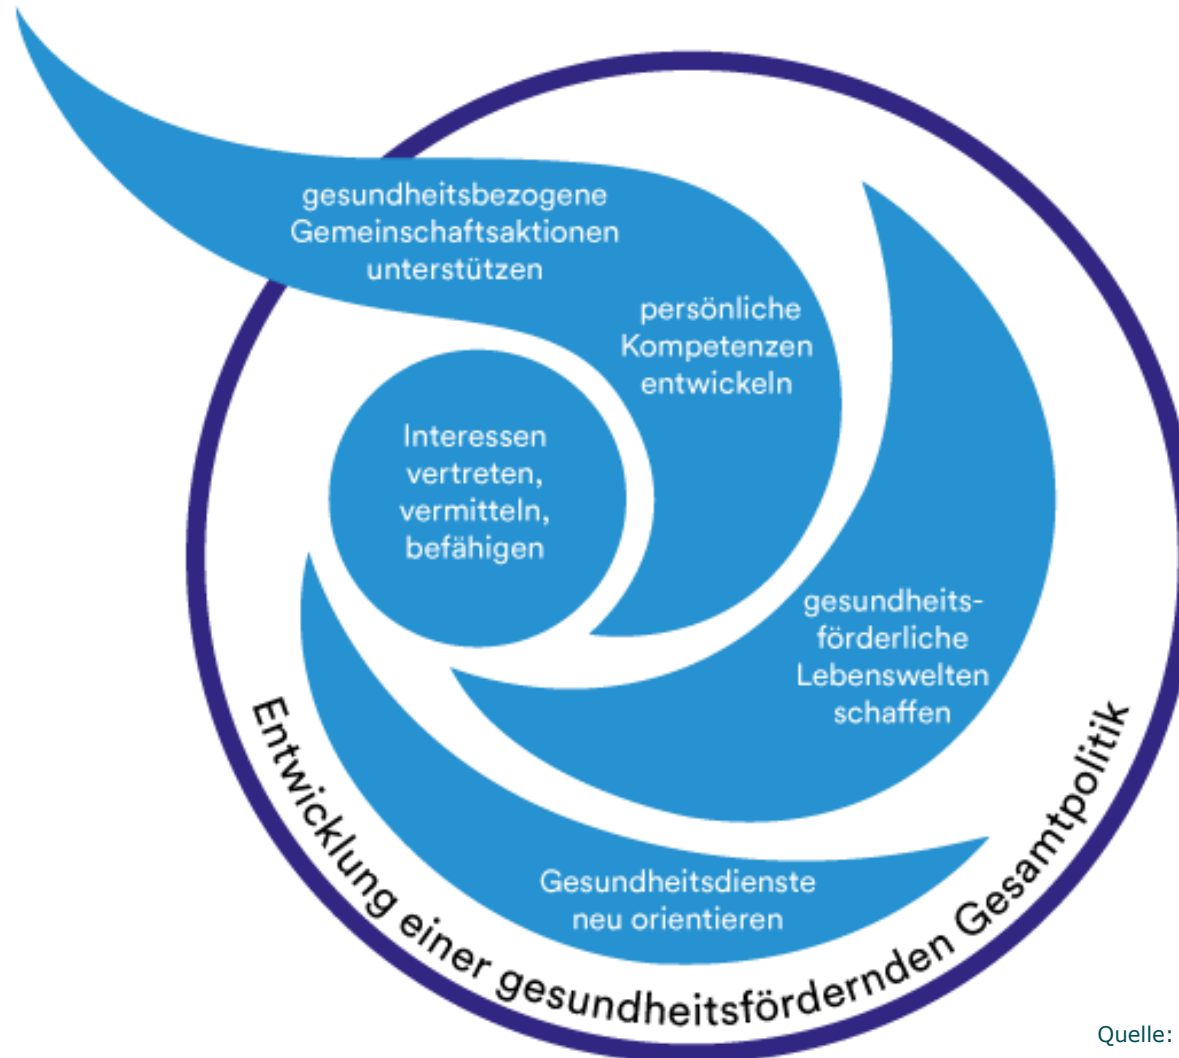 gesundheitsbezogene
Gemeinschaftsaktionen
unterstützen
persönliche
Kompetenzen
entwickeln
Interessen
vertreten,
vermitteln,
befähigen
gesundheits-
förderliche
Lebenswelten
schaffen
Gesundheitsdienste
neu orientieren
Entwicklung einer gesundheitsfördernden Gesamtpolitik
Quelle: